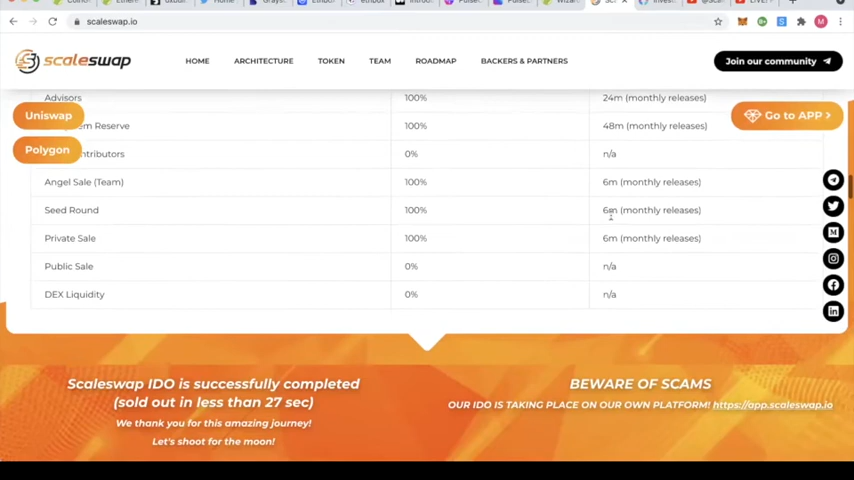 scaleswap.io
scaleswap
HOME
ARCHITECTURE
TOKEN
TEAM
ROADMAP
BACKERS & PARTNERS
Join our community
Advisors 100% 24m (monthly releases)
Uniswap
Go to APP >
em Reserve 100% 48m (monthly releases)
Polygon
ntributors 0% n/a
Angel Sale (Team) 100% 6m (monthly releases)
Seed Round 100% 6m (monthly releases)
Private Sale 100% 6m (monthly releases)
Public Sale 0% n/a
DEX Liquidity 0% n/a
Scaleswap IDO is successfully completed
(sold out in less than 27 sec)
We thank you for this amazing journey!
Let's shoot for the moon!
BEWARE OF SCAMS
OUR IDO IS TAKING PLACE ON OUR OWN PLATFORM! https://app.scaleswap.io